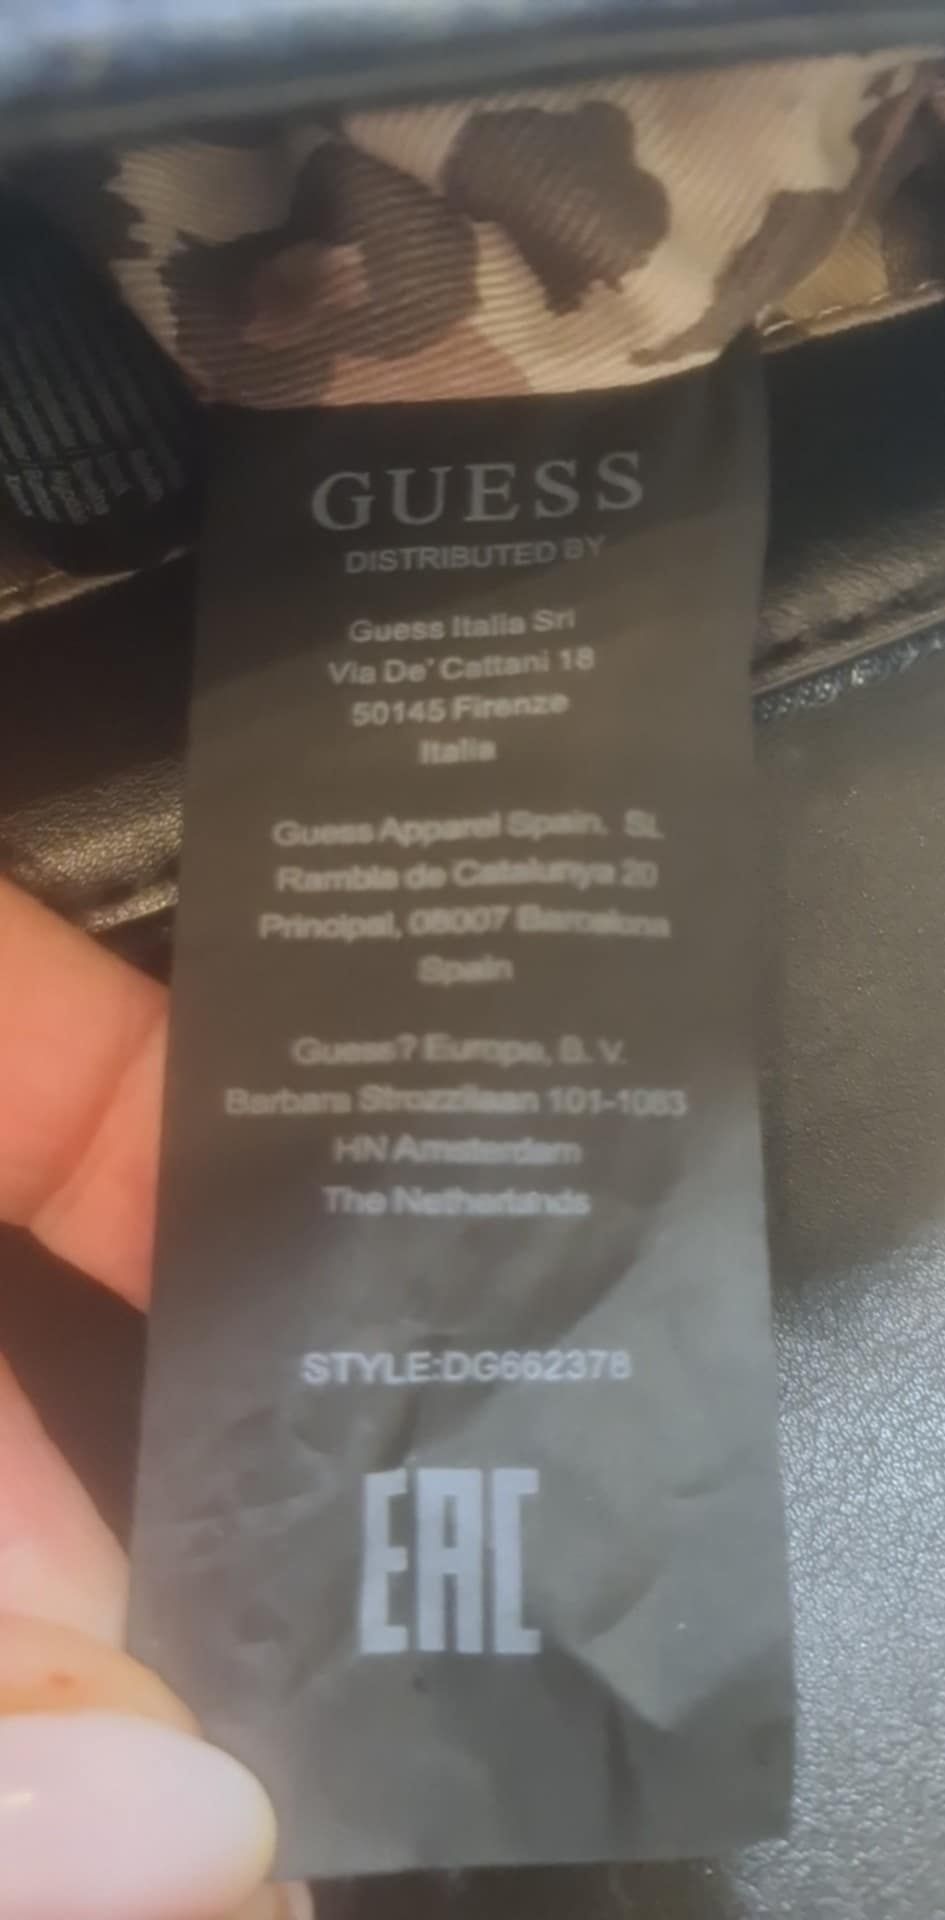 GUESS
DISTRIBUTED BY
Guess Italia Srl
Via De' Cattani 18
50145 Firenze
Italia
Guess Apparel Spain, SL
Rambla de Catalunya 20
Principal, 08007 Barcelona
Spain
Guess? Europe, B. V.
Barbara Strozzilaan 101-1083
HN Amsterdam
The Netherlands
STYLE:DG662378
EAC